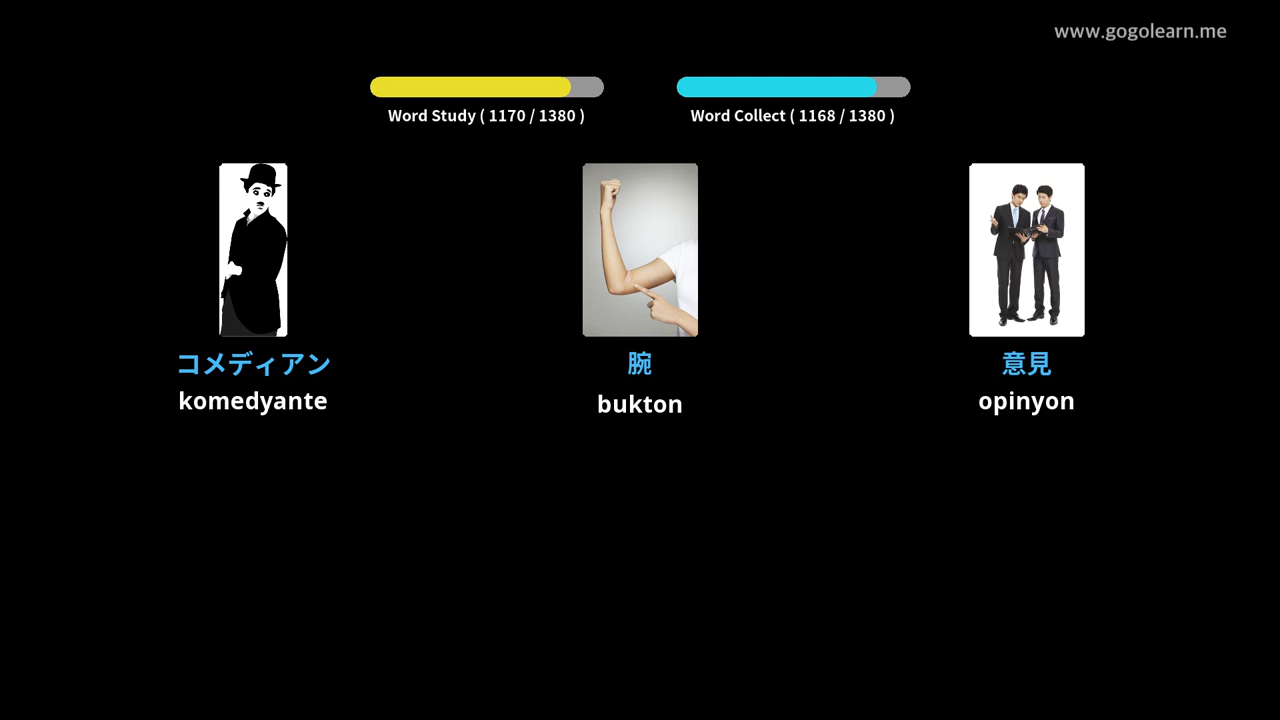 www.gogolearn.me
Word Study ( 1170 / 1380 )
Word Collect ( 1168 / 1380 )
コメディアン
腕
意見
komedyante
bukton
opinyon